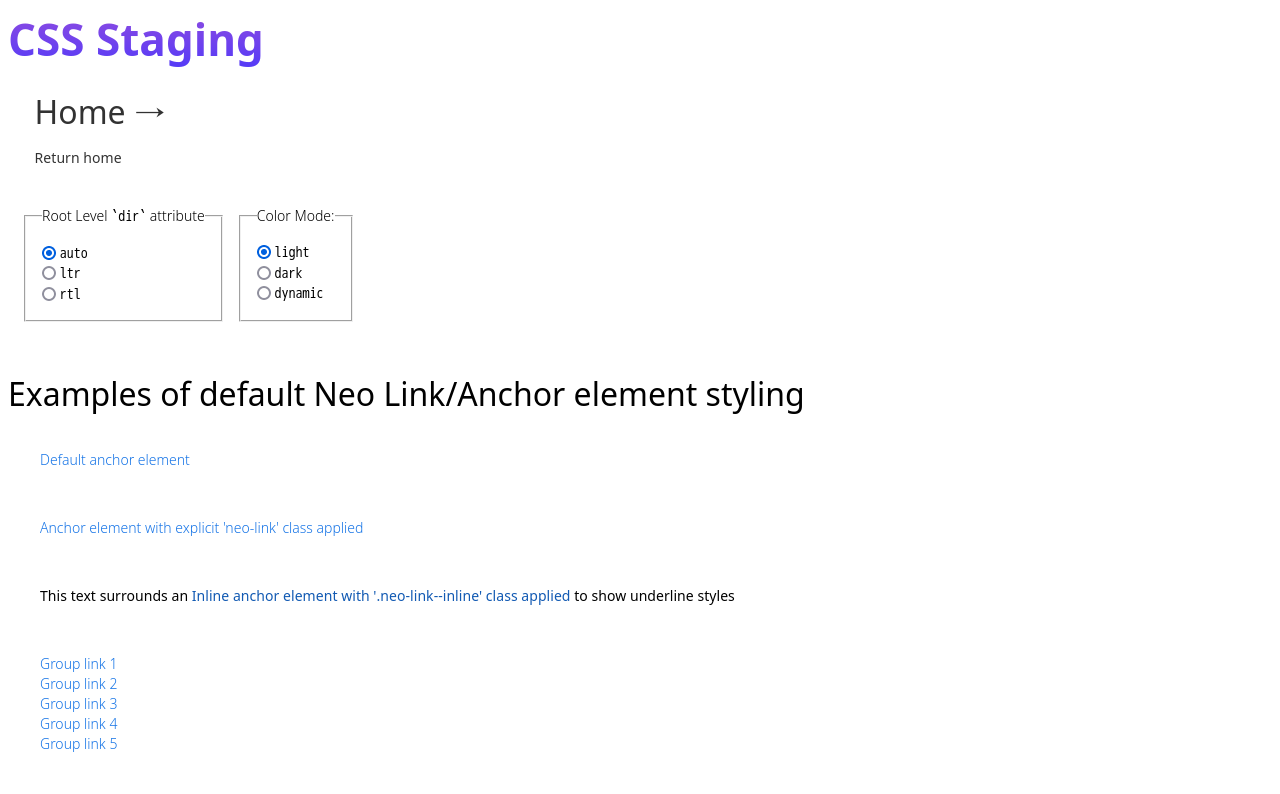 CSS Staging
Home →
Return home
Root Level `dir` attribute
auto
ltr
rtl
Color Mode:
light
dark
dynamic
Examples of default Neo Link/Anchor element styling
Default anchor element
Anchor element with explicit 'neo-link' class applied
This text surrounds an Inline anchor element with '.neo-link--inline' class applied to show underline styles
Group link 1
Group link 2
Group link 3
Group link 4
Group link 5